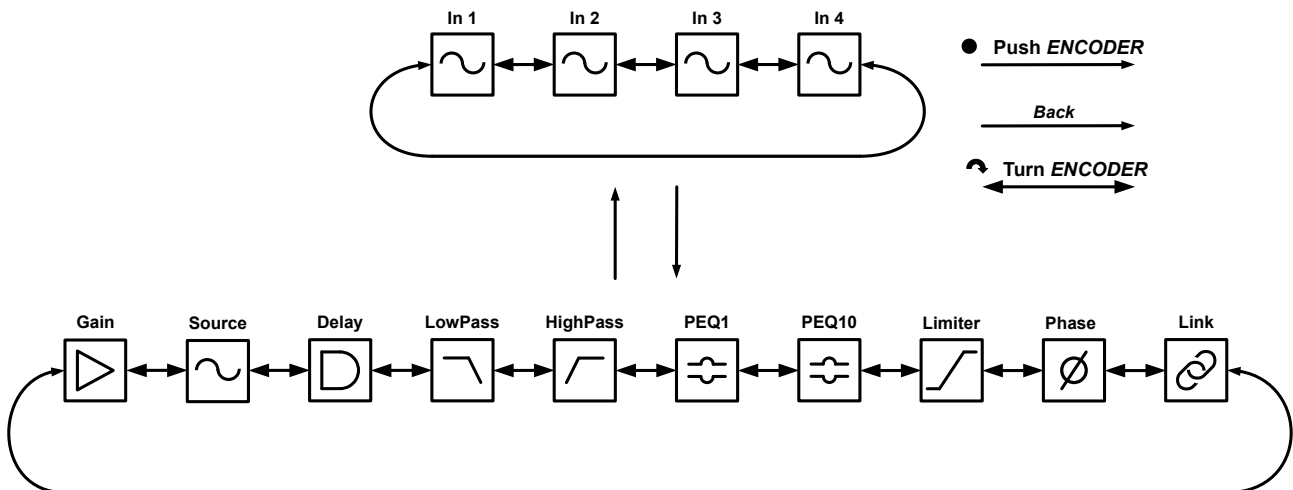 In 1 In 2 In 3 In 4
Push ENCODER
Back
Turn ENCODER
Gain Source Delay LowPass HighPass PEQ1 PEQ10 Limiter Phase Link